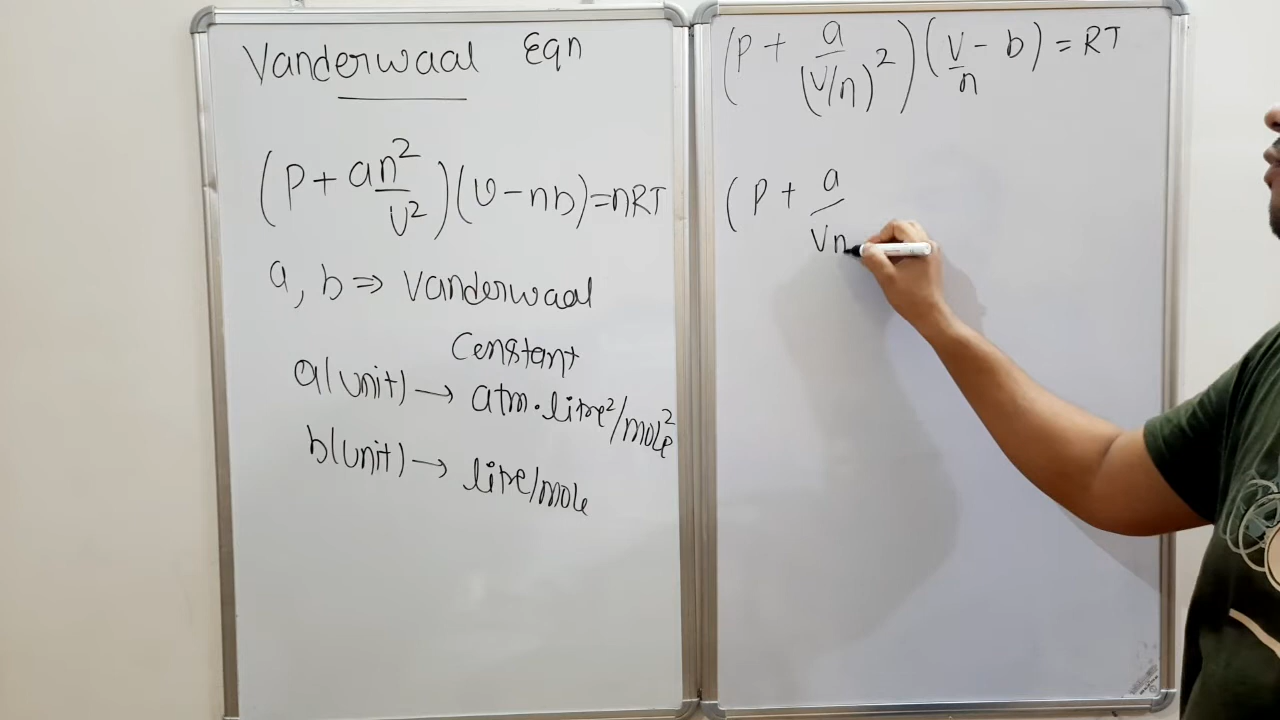 Vanderwaal Eqn
(P + an²/v²)(v - nb) = nRT
a, b ⇒ Vanderwaal
Constant
a(unit) → atm.litre²/mole²
b(unit) → litre/mole
(P + a/(v/n)²)(v/n - b) = RT
(P + a/Vn